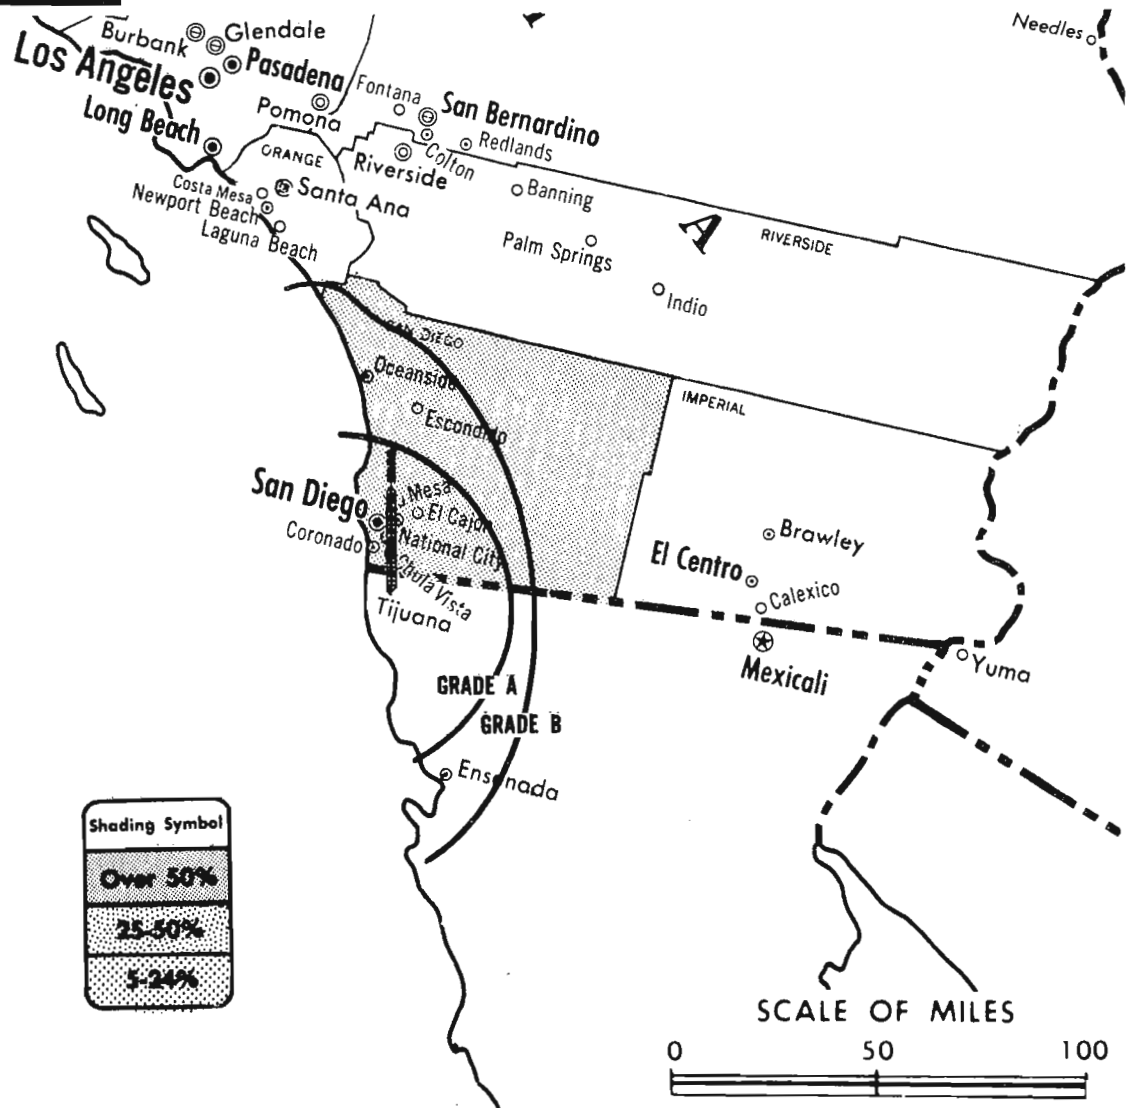 Needles
Burbank
Glendale
Los Angeles
Pasadena
Fontana
San Bernardino
Pomona
Long Beach
Colton
Redlands
ORANGE
Riverside
Costa Mesa
Santa Ana
Newport Beach
Laguna Beach
Banning
Palm Springs
A
RIVERSIDE
Indio
SAN DIEGO
Oceanside
IMPERIAL
Escondido
San Diego
Mesa
El Cajon
Coronado
National City
Chula Vista
Tijuana
El Centro
Brawley
Calexico
Mexicali
Yuma
GRADE A
GRADE B
Ensenada
Shading Symbol
Over 50%
25-50%
5-24%
SCALE OF MILES
0 50 100